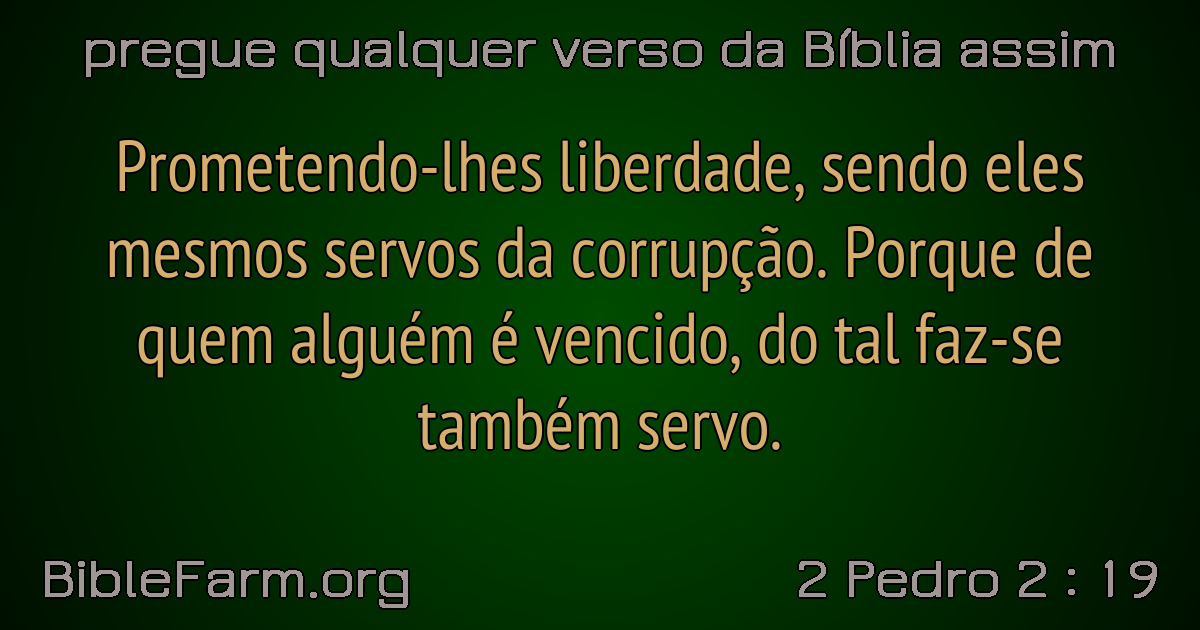 pregue qualquer verso da Bíblia assim
Prometendo-lhes liberdade, sendo eles
mesmos servos da corrupção. Porque de
quem alguém é vencido, do tal faz-se
também servo.
BibleFarm.org
2 Pedro 2 : 19